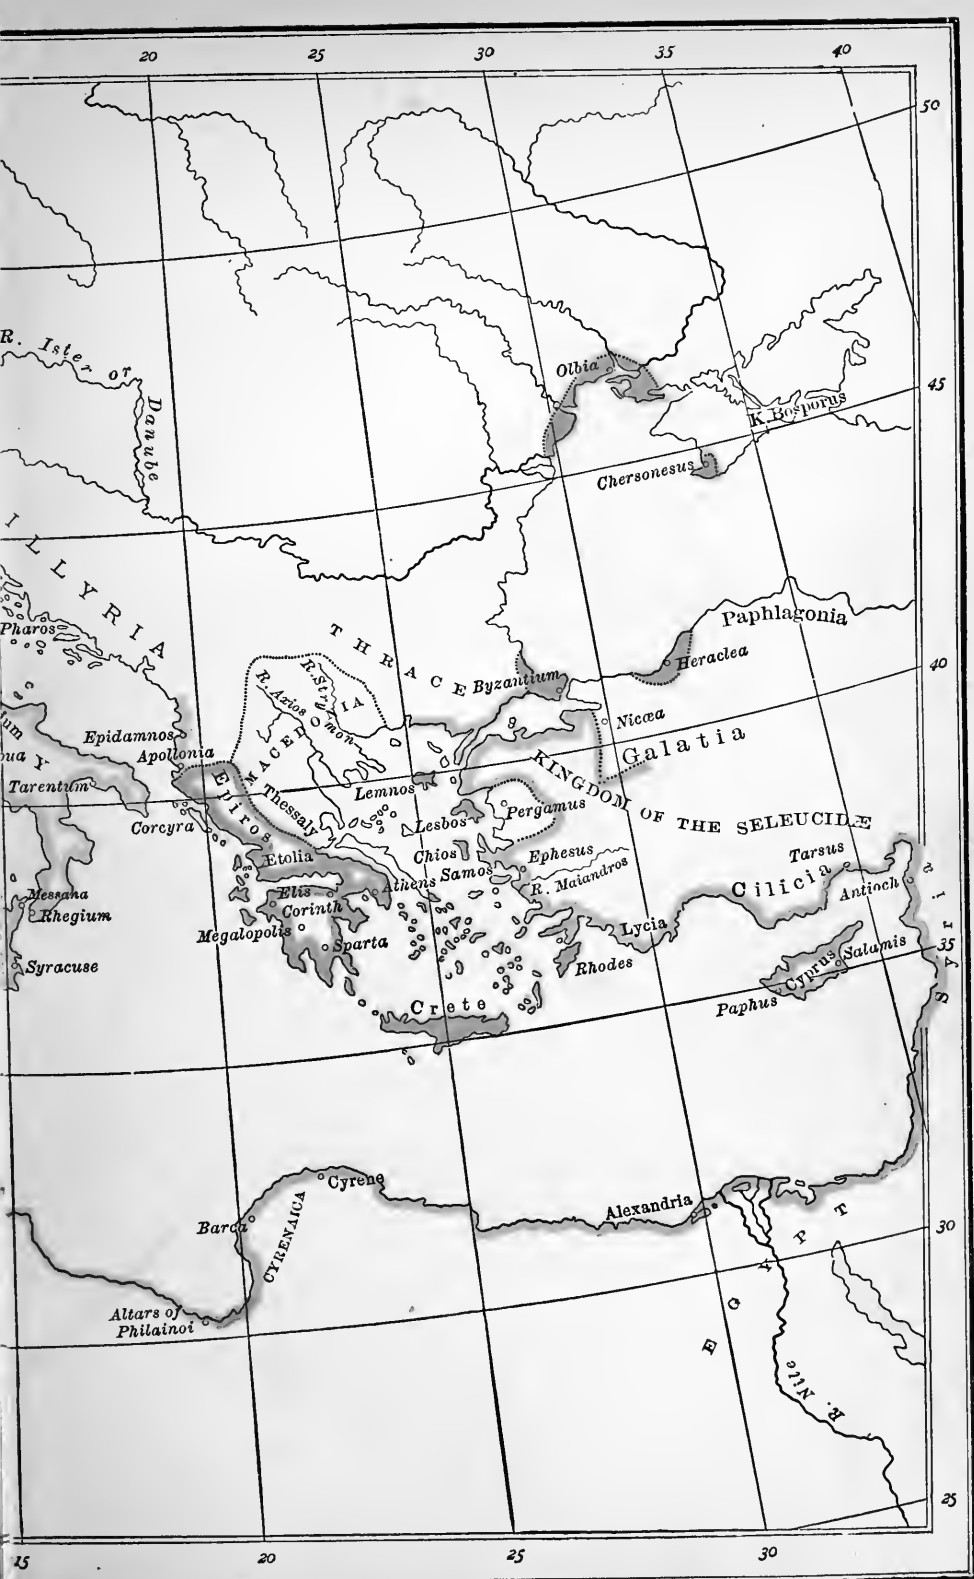 20 25 30 35 40
50
R. Ister or
Danube
Olbia
45
K. Bosporus
Chersonesus
ILLYRIA
Pharos
Paphlagonia
THRACE
Heraclea
40
Byzantium
R. Strymon
R. Axios
MACEDONIA
Nicæa
Epidamnos
Galatia
Apollonia
Tarentum
Epiros
Thessaly
Lemnos
KINGDOM OF THE SELEUCIDÆ
Pergamus
Corcyra
Lesbos
Etolia
Chios
Ephesus
Tarsus
Samos
R. Maiandros
Cilicia
Antioch
Messana
Rhegium
Elis
Athens
Corinth
Megalopolis
Sparta
Lycia
Syracuse
Rhodes
Cyprus
Salamis
35
Paphus
Crete
Cyrene
Barca
CYRENAICA
Alexandria
EGYPT
30
Altars of
Philainoi
R. Nile
25
15 20 25 30